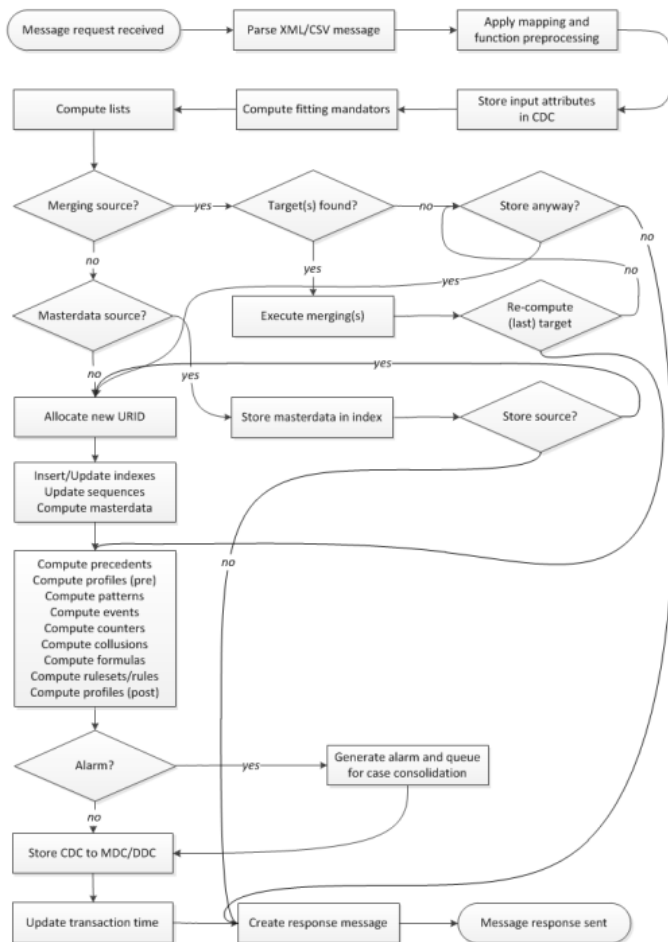 Message request received
Parse XML/CSV message
Apply mapping and
function preprocessing
Compute lists
Compute fitting mandators
Store input attributes
in CDC
Merging source?
yes
Target(s) found?
no
Store anyway?
no
no
yes
yes
no
Masterdata source?
Execute merging(s)
Re-compute
(last) target
no
yes
yes
Allocate new URID
Store masterdata in index
Store source?
Insert/Update indexes
Update sequences
Compute masterdata
no
Compute precedents
Compute profiles (pre)
Compute patterns
Compute events
Compute counters
Compute collusions
Compute formulas
Compute rulesets/rules
Compute profiles (post)
Alarm?
yes
Generate alarm and queue
for case consolidation
no
Store CDC to MDC/DDC
Update transaction time
Create response message
Message response sent